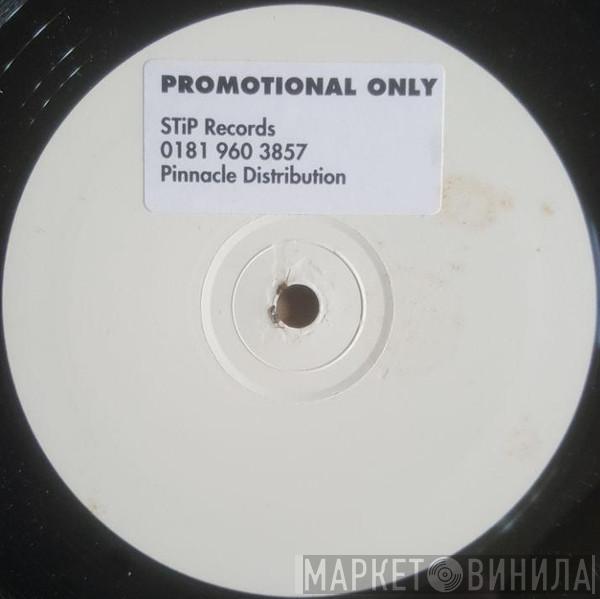 PROMOTIONAL ONLY
STiP Records
0181 960 3857
Pinnacle Distribution
МАРКЕТ ВИНИЛА